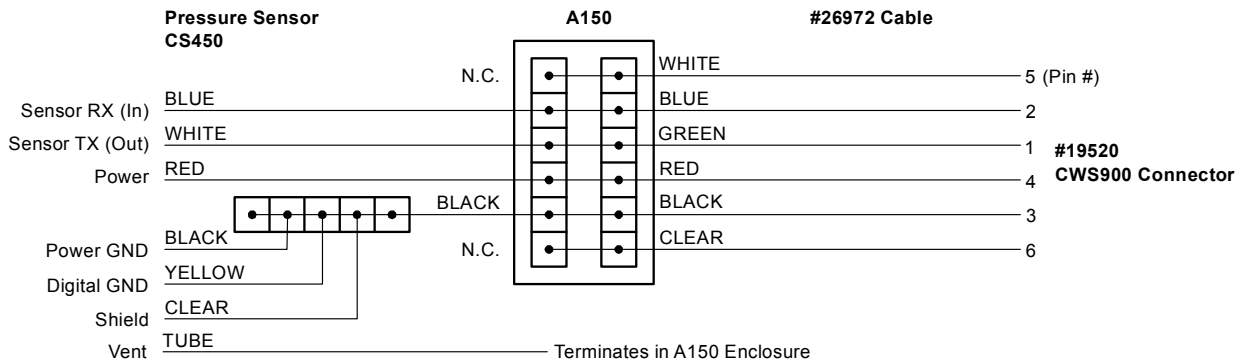 Pressure Sensor
CS450
A150
#26972 Cable
N.C.
WHITE
5 (Pin #)
Sensor RX (In)
BLUE
BLUE
2
Sensor TX (Out)
WHITE
GREEN
1
#19520
CWS900 Connector
Power
RED
RED
4
BLACK
BLACK
3
Power GND
BLACK
N.C.
CLEAR
6
Digital GND
YELLOW
Shield
CLEAR
Vent
TUBE
Terminates in A150 Enclosure